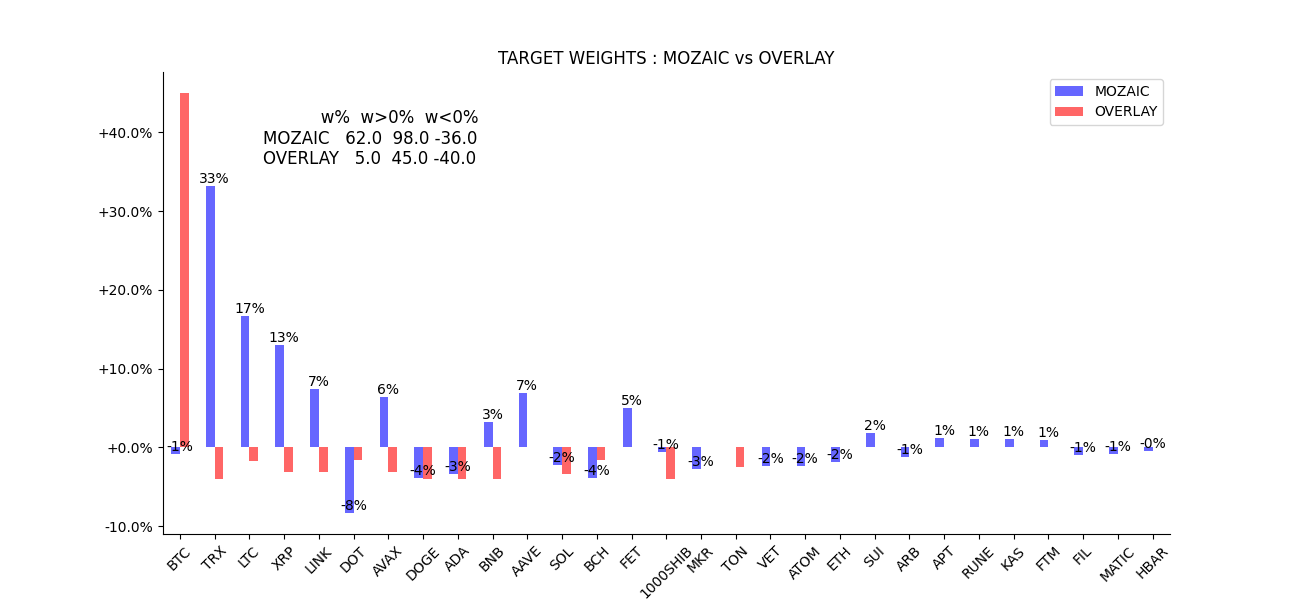 TARGET WEIGHTS : MOZAIC vs OVERLAY
MOZAIC
OVERLAY
w% w>0% w<0%
MOZAIC 62.0 98.0 -36.0
OVERLAY 5.0 45.0 -40.0
+40.0%
+30.0%
+20.0%
+10.0%
+0.0%
-10.0%
-1%
33%
17%
13%
7%
-8%
6%
-4%
-3%
3%
7%
-2%
-4%
5%
-1%
-3%
-2%
-2%
-2%
2%
-1%
1%
1%
1%
1%
-1%
-1%
-0%
BTC
TRX
LTC
XRP
LINK
DOT
AVAX
DOGE
ADA
BNB
AAVE
SOL
BCH
FET
1000SHIB
MKR
TON
VET
ATOM
ETH
SUI
ARB
APT
RUNE
KAS
FTM
FIL
MATIC
HBAR